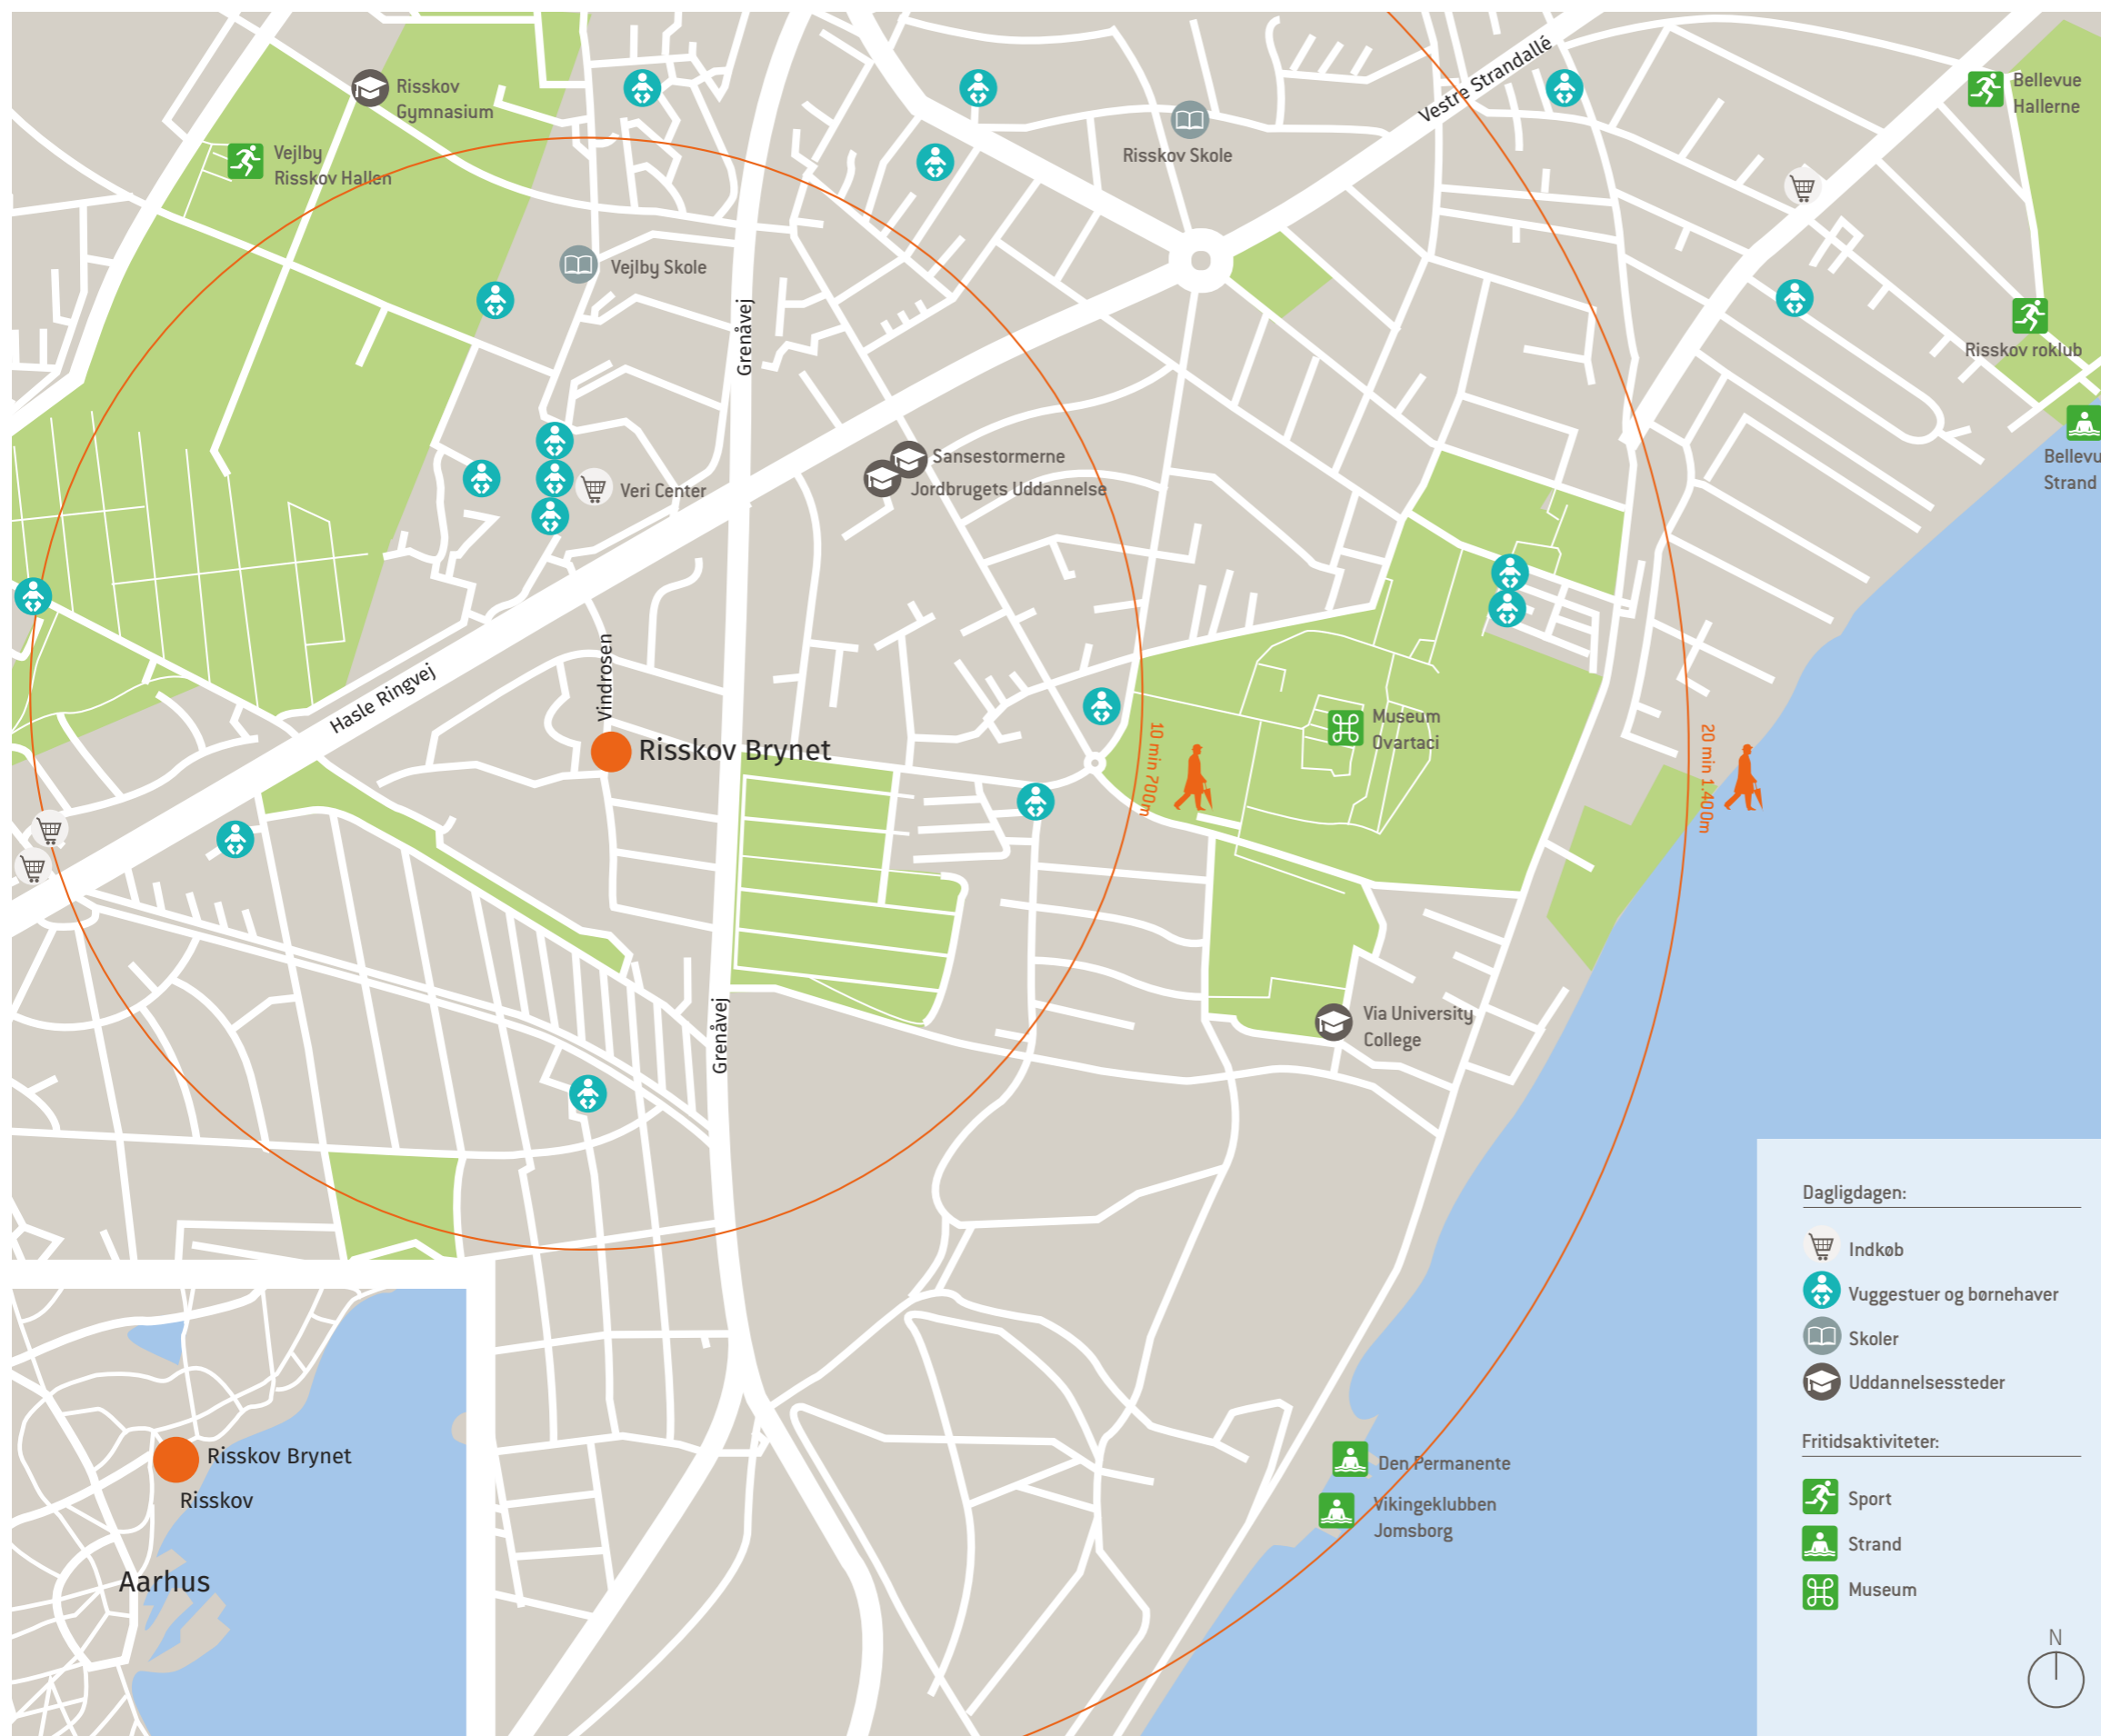 Vestre Strandallé
Risskov
Gymnasium
Bellevue
Hallerne
Vejlby
Risskov Hallen
Risskov Skole
Vejlby Skole
Grenåvej
Risskov roklub
Bellevu
Strand
Sansestormerne
Jordbrugets Uddannelse
Veri Center
Hasle Ringvej
Vindrosen
Risskov Brynet
Museum
Ovartaci
10 min 700m
20 min 1.400m
Grenåvej
Via University
College
Den Permanente
Vikingeklubben
Jomsborg
Risskov Brynet
Risskov
Aarhus
Dagligdagen:
Indkøb
Vuggestuer og børnehaver
Skoler
Uddannelsessteder
Fritidsaktiviteter:
Sport
Strand
Museum
N